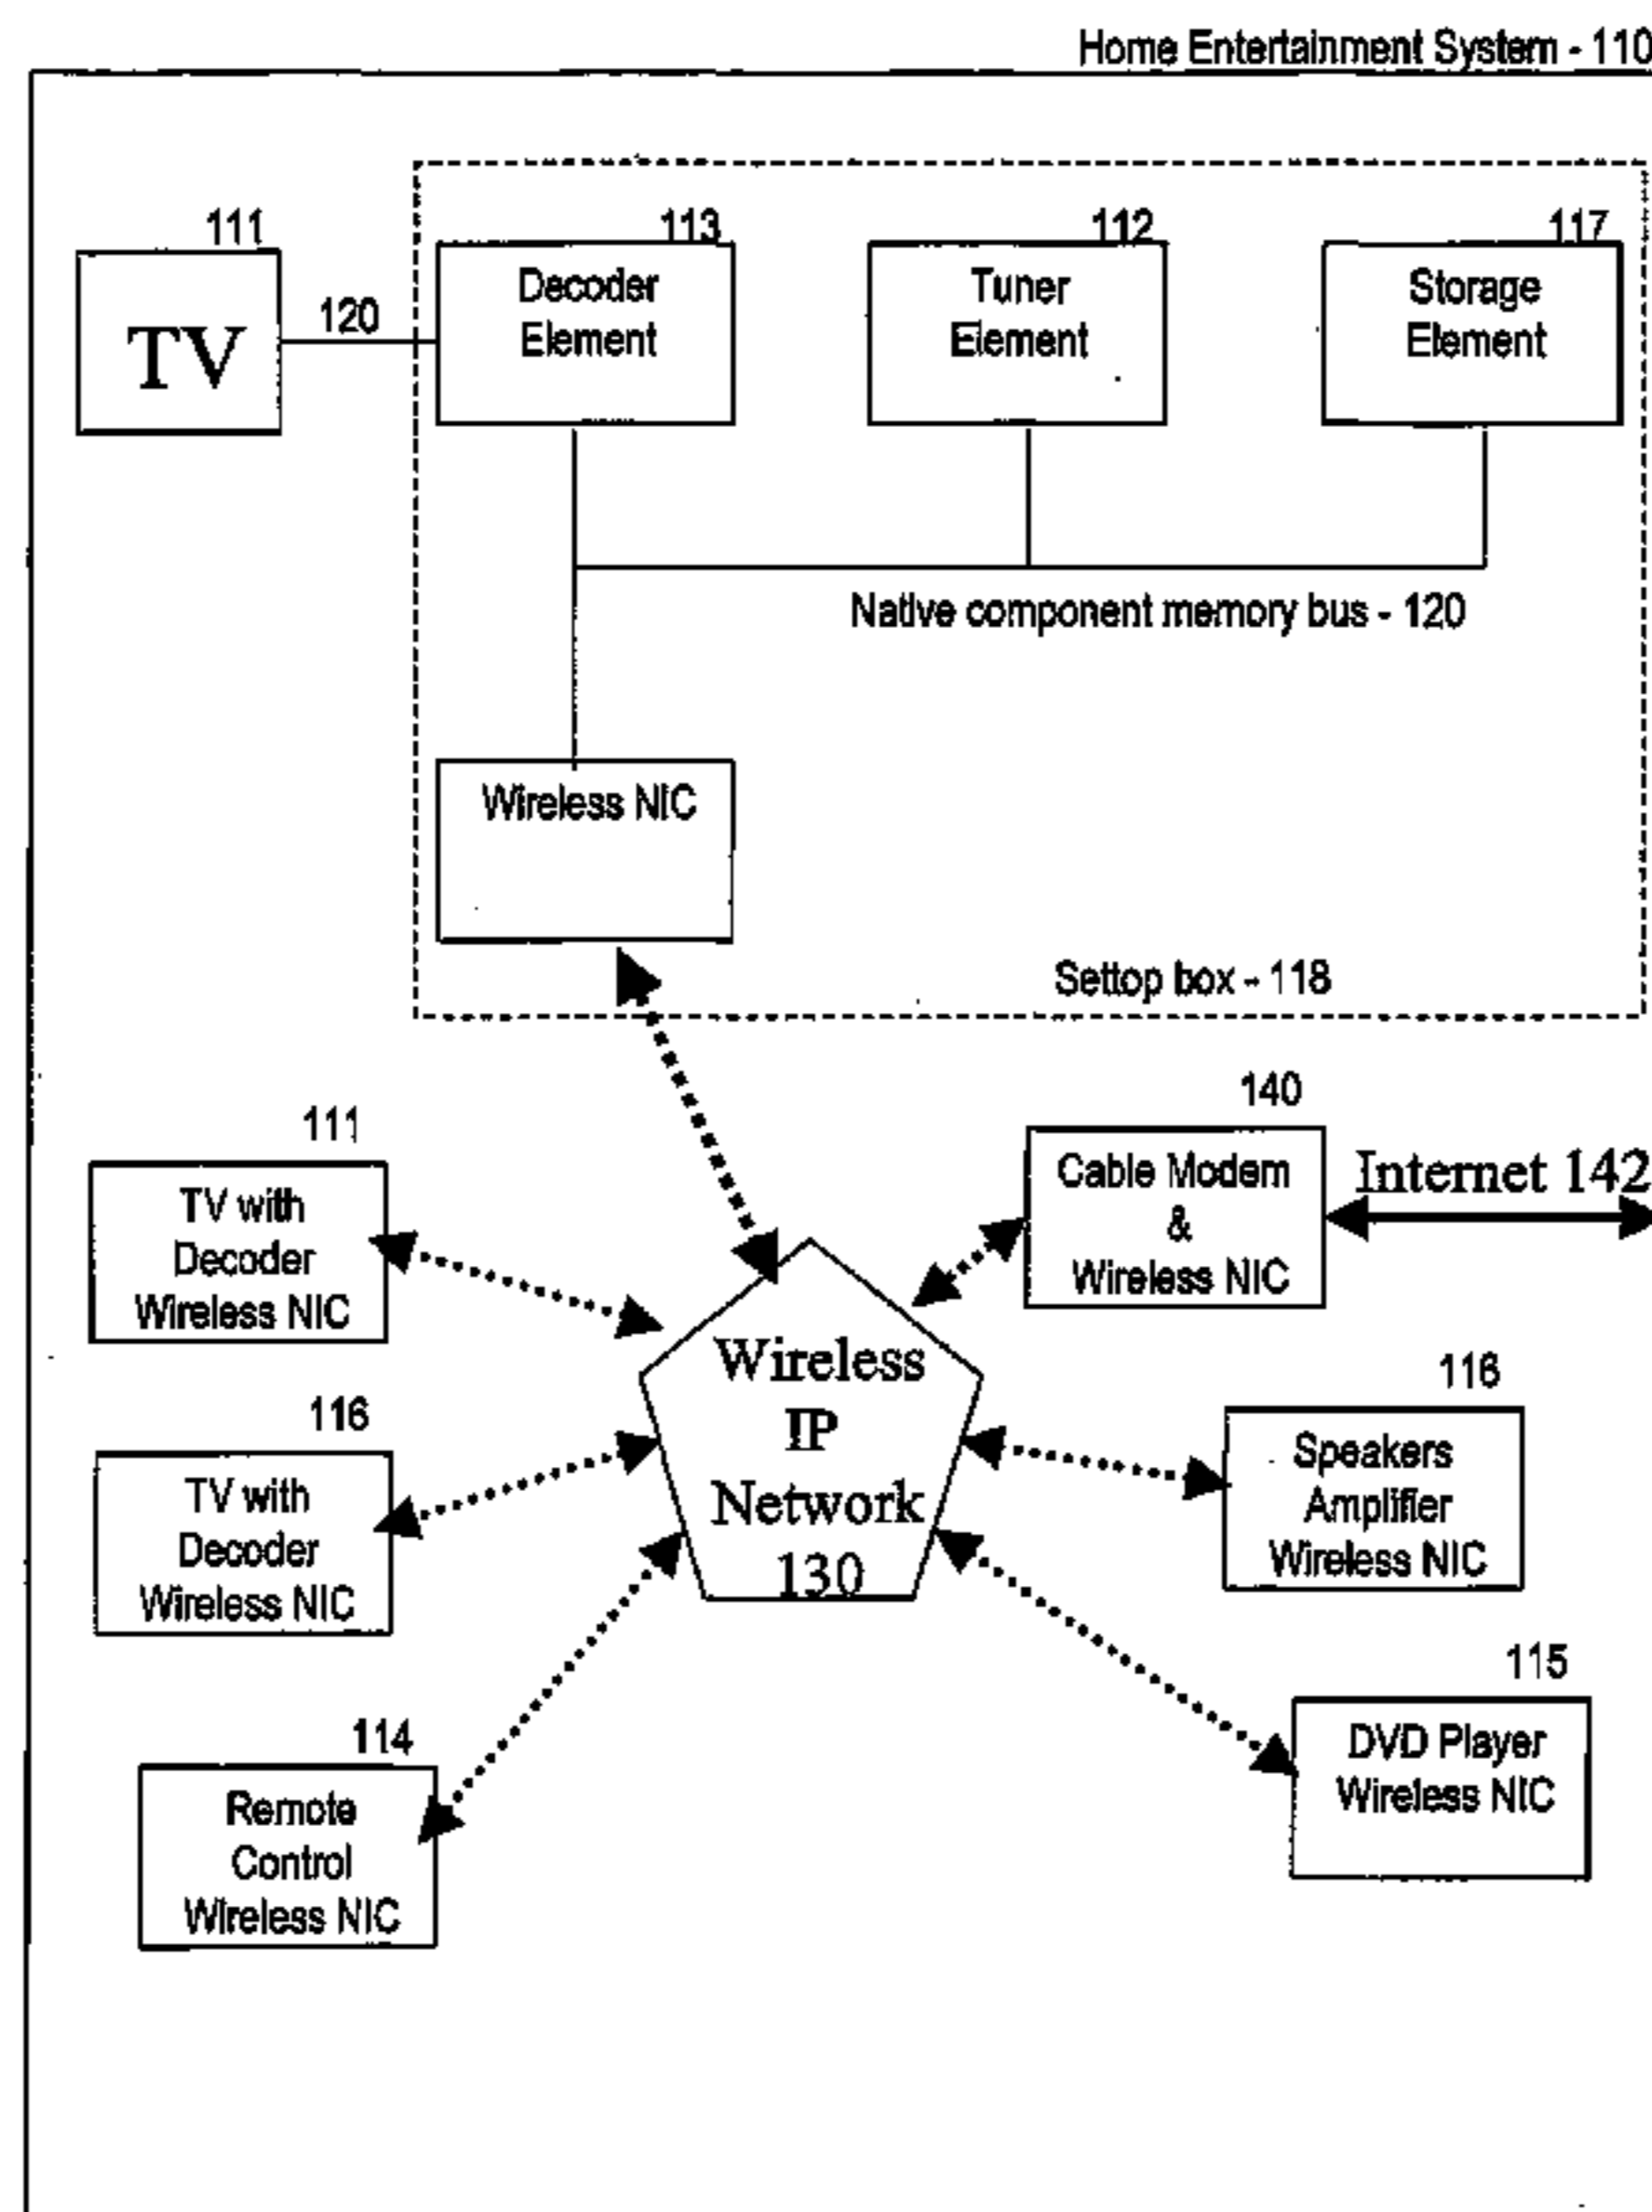 Home Entertainment System - 110
111
113
112
117
TV
120
Decoder
Element
Tuner
Element
Storage
Element
Native component memory bus - 120
Wireless NIC
Settop box - 118
111
TV with
Decoder
Wireless NIC
140
Cable Modem
&
Wireless NIC
Internet 142
Wireless
IP
Network
130
116
TV with
Decoder
Wireless NIC
116
Speakers
Amplifier
Wireless NIC
114
Remote
Control
Wireless NIC
115
DVD Player
Wireless NIC